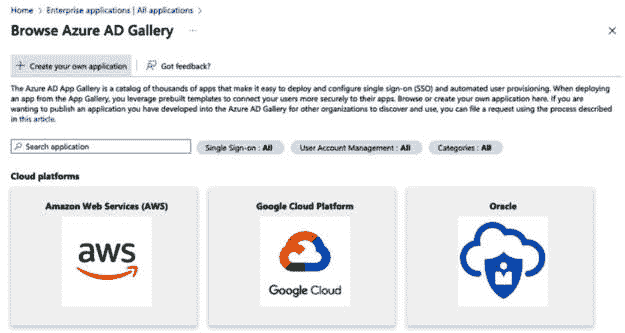 Home > Enterprise applications | All applications >
Browse Azure AD Gallery ...
+ Create your own application | Got feedback?
The Azure AD App Gallery is a catalog of thousands of apps that make it easy to deploy and configure single sign-on (SSO) and automated user provisioning. When deploying
an app from the App Gallery, you leverage prebuilt templates to connect your users more securely to their apps. Browse or create your own application here. If you are
wanting to publish an application you have developed into the Azure AD Gallery for other organizations to discover and use, you can file a request using the process described
in this article.
Search application
Single Sign-on : All
User Account Management : All
Categories : All
Cloud platforms
Amazon Web Services (AWS)
Google Cloud Platform
Oracle
aws
Google Cloud